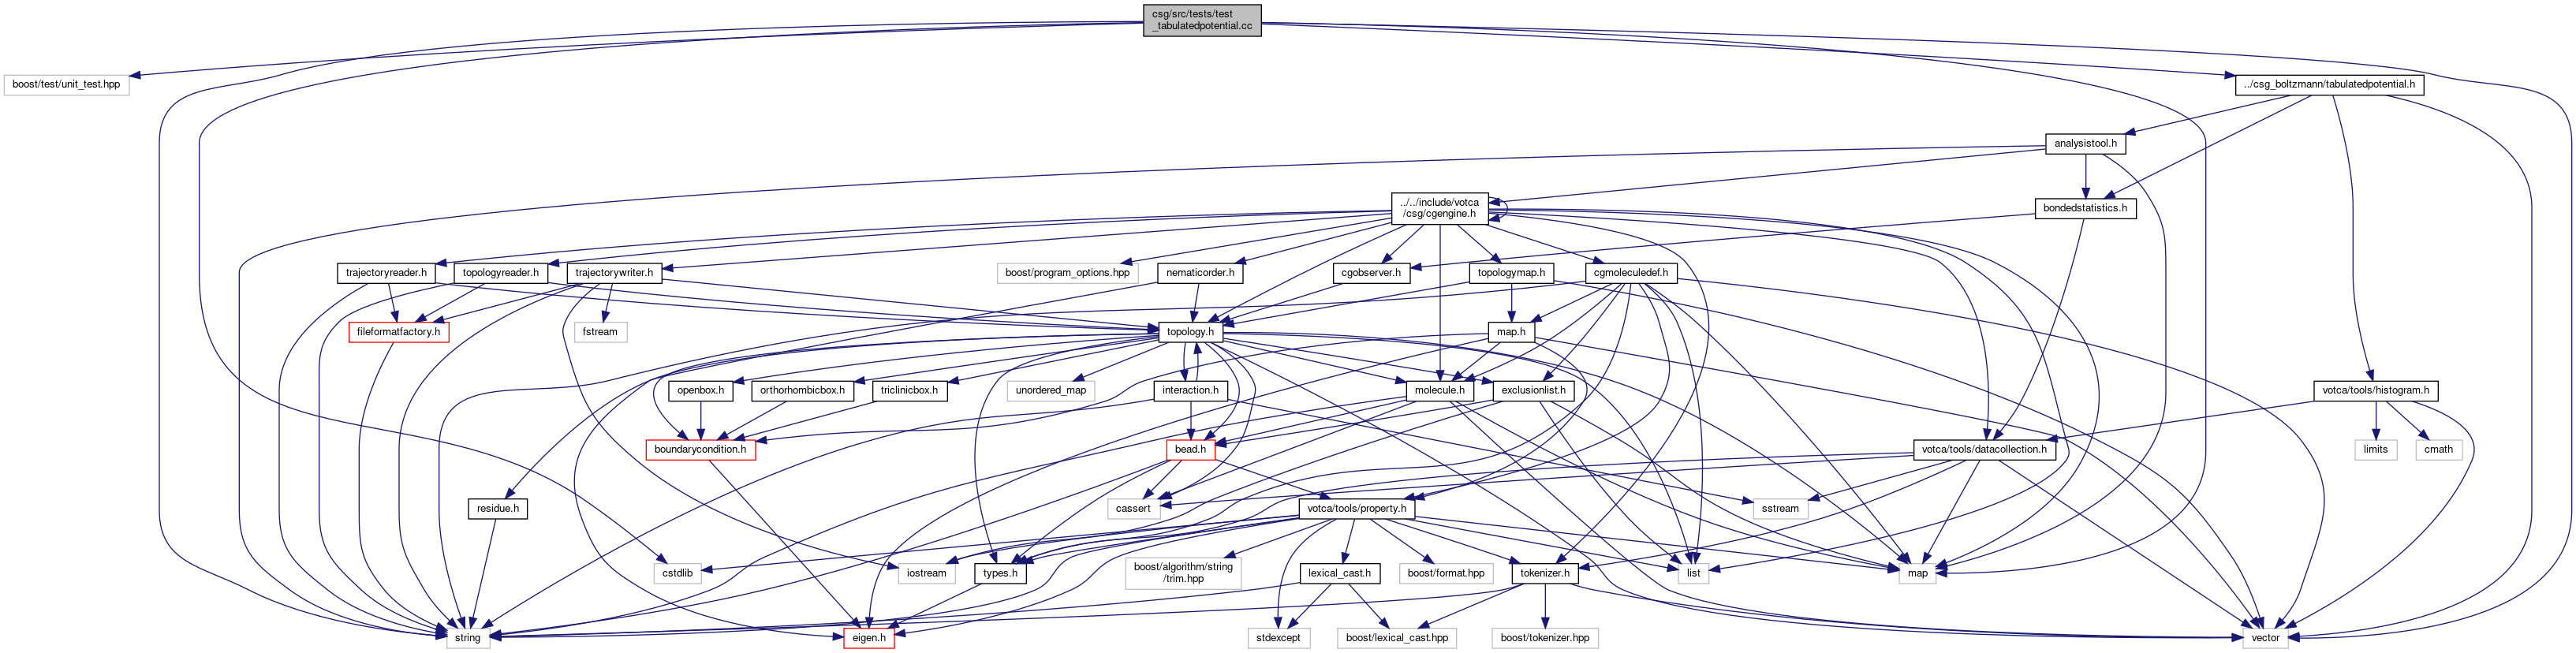 csg/src/tests/test
_tabulatedpotential.cc
boost/test/unit_test.hpp
../csg_boltzmann/tabulatedpotential.h
analysistool.h
../../include/votca
/csg/cgengine.h
bondedstatistics.h
trajectoryreader.h
topologyreader.h
trajectorywriter.h
boost/program_options.hpp
nematicorder.h
cgobserver.h
topologymap.h
cgmoleculedef.h
fileformatfactory.h
fstream
topology.h
map.h
openbox.h
orthorhombicbox.h
triclinicbox.h
unordered_map
interaction.h
molecule.h
exclusionlist.h
votca/tools/histogram.h
boundarycondition.h
bead.h
votca/tools/datacollection.h
limits
cmath
residue.h
cassert
votca/tools/property.h
sstream
cstdlib
iostream
types.h
boost/algorithm/string
/trim.hpp
lexical_cast.h
boost/format.hpp
tokenizer.h
list
map
string
eigen.h
stdexcept
boost/lexical_cast.hpp
boost/tokenizer.hpp
vector